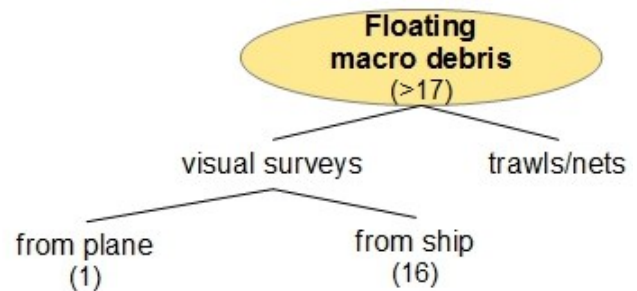 Floating
macro debris
(>17)
visual surveys
trawls/nets
from plane
(1)
from ship
(16)